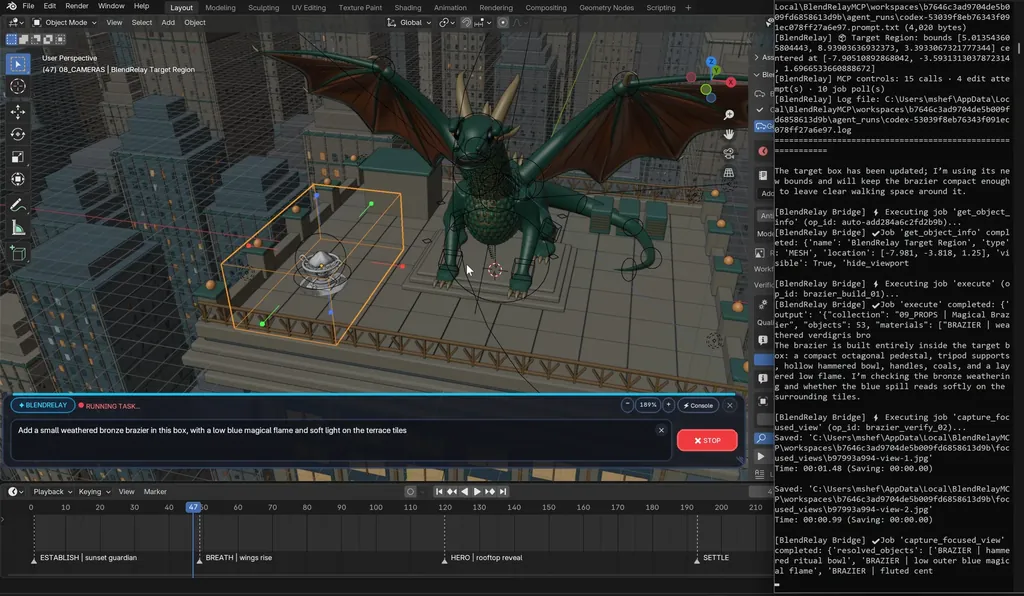 File Edit Render Window Help
Layout Modeling Sculpting UV Editing Texture Paint Shading Animation Rendering Compositing Geometry Nodes Scripting +
Object Mode View Select Add Object
Global
User Perspective
(47) 08_CAMERAS | BlendRelay Target Region
Z
Y
X
BLENDRELAY
RUNNING TASK...
189%
Console
Add a small weathered bronze brazier in this box, with a low blue magical flame and soft light on the terrace tiles
STOP
Playback Keying View Marker
0 10 20 30 40 47 60 70 80 90 100 110 120 130 140 150 160 170 180 190 200 210
ESTABLISH | sunset guardian
BREATH | wings rise
HERO | rooftop reveal
SETTLE
Local\BlendRelayMCP\workspaces\b7646c3ad9704de5b0
09fd6858613d9b\agent_runs\codex-53039f8eb76343f09
1ec078ff27a6e97.prompt.txt (4,020 bytes)
[BlendRelay] Target Region: bounds [5.01354360
5804443, 8.93903636932373, 3.3933067321777344] ce
ntered at [-7.90510892868042, -3.5931313037872314
, 1.6966533660888672]
[BlendRelay] MCP controls: 15 calls · 4 edit atte
mpt(s) · 10 job poll(s)
[BlendRelay] Log file: C:\Users\mshef\AppData\Loc
al\BlendRelayMCP\workspaces\b7646c3ad9704de5b009f
d6858613d9b\agent_runs\codex-53039f8eb76343f091ec
078ff27a6e97.log
The target box has been updated; I'm using its ne
w bounds and will keep the brazier compact enough
to leave clear walking space around it.
[BlendRelay Bridge] Executing job 'get_object_
info' (op_id: auto-add284a6c2fd2b9b)...
[BlendRelay Bridge] Job 'get_object_info' compl
eted: {'name': 'BlendRelay Target Region', 'type'
: 'MESH', 'location': [-7.981, -3.818, 1.25], 'vi
sible': True, 'hide_viewport
[BlendRelay Bridge] Executing job 'execute' (o
p_id: brazier_build_01)...
[BlendRelay Bridge] Job 'execute' completed: {'
output': '{"collection": "09_PROPS | Magical Braz
ier", "objects": 53, "materials": ["BRAZIER | wea
thered verdigris bro
The brazier is built entirely inside the target b
ox: a compact octagonal pedestal, tripod supports
, hollow hammered bowl, handles, coals, and a lay
ered low flame. I'm checking the bronze weatherin
g and whether the blue spill reads softly on the
surrounding tiles.
[BlendRelay Bridge] Executing job 'capture_foc
used_view' (op_id: brazier_verify_02)...
Saved: 'C:\Users\mshef\AppData\Local\BlendRelayMC
P\workspaces\b7646c3ad9704de5b009fd6858613d9b\foc
used_views\b97993a994-view-1.jpg'
Time: 00:01.48 (Saving: 00:00.00)
Saved: 'C:\Users\mshef\AppData\Local\BlendRelayMC
P\workspaces\b7646c3ad9704de5b009fd6858613d9b\foc
used_views\b97993a994-view-2.jpg'
Time: 00:00.99 (Saving: 00:00.00)
[BlendRelay Bridge] Job 'capture_focused_view'
completed: {'resolved_objects': ['BRAZIER | hamme
red ritual bowl', 'BRAZIER | low outer blue magic
al flame', 'BRAZIER | fluted cent